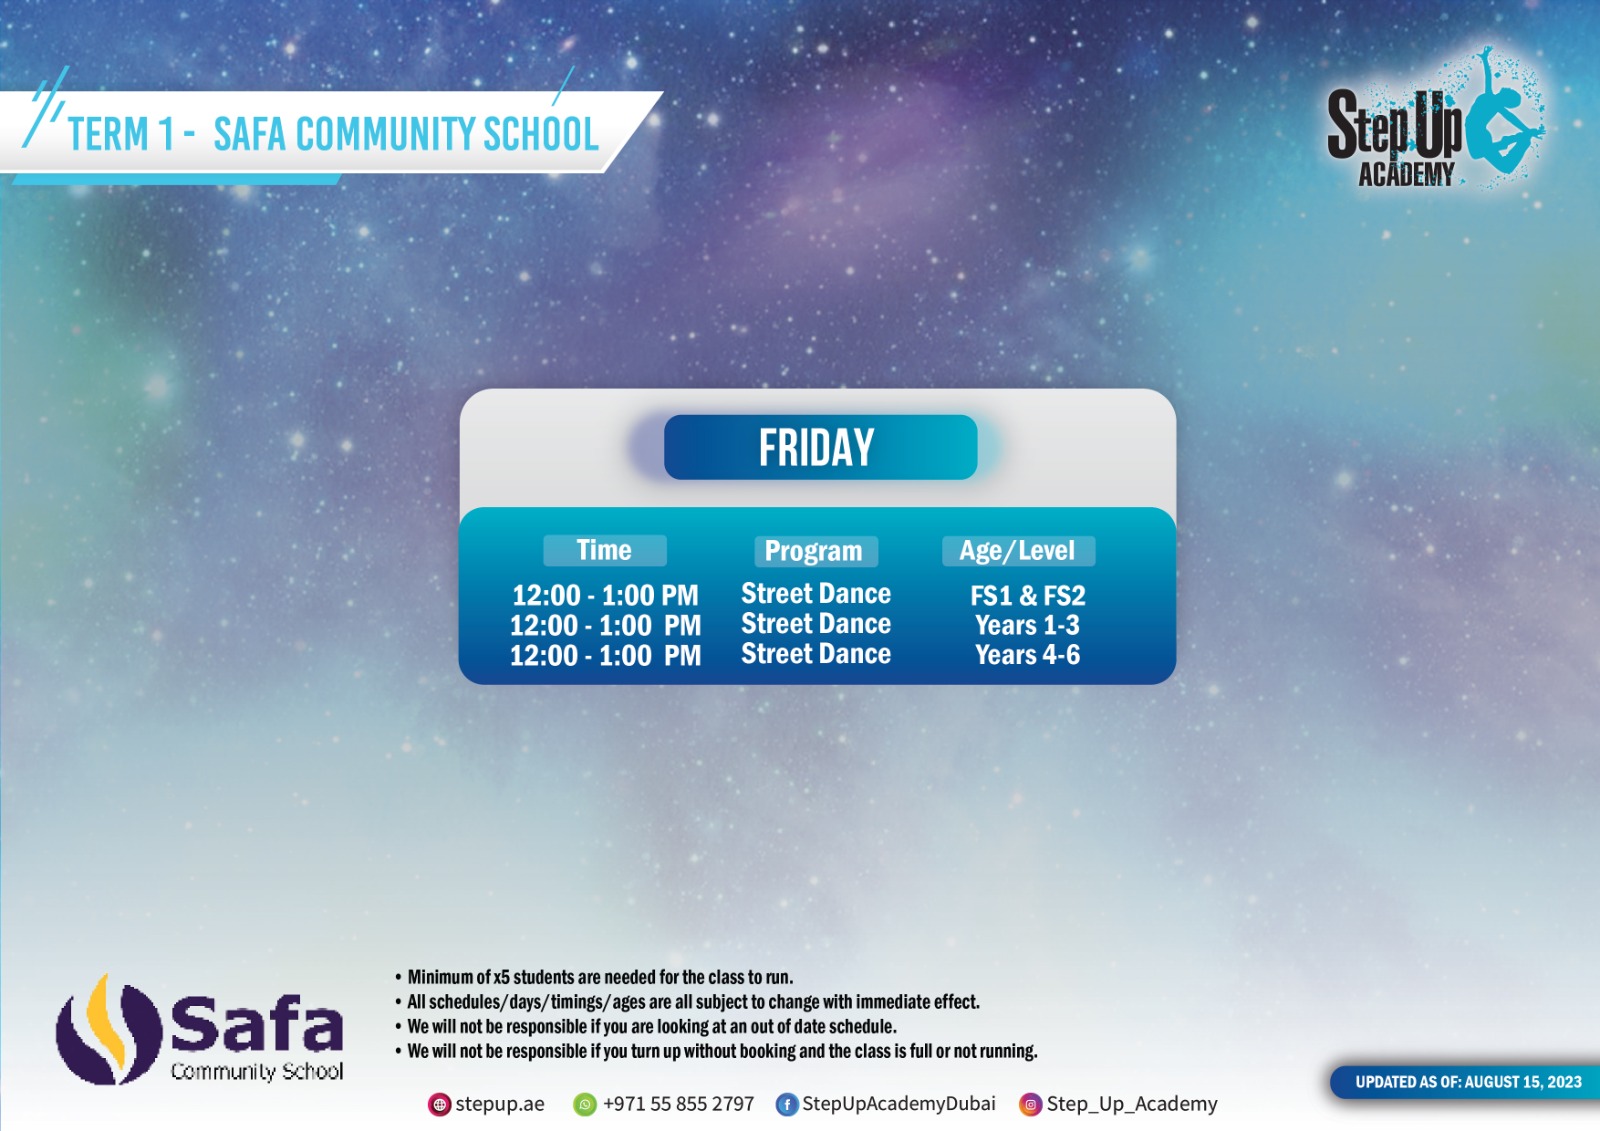 TERM 1 - SAFA COMMUNITY SCHOOL
Step Up
ACADEMY
FRIDAY
Time Program Age/Level
12:00 - 1:00 PM Street Dance FS1 & FS2
12:00 - 1:00 PM Street Dance Years 1-3
12:00 - 1:00 PM Street Dance Years 4-6
• Minimum of x5 students are needed for the class to run.
• All schedules/days/timings/ages are all subject to change with immediate effect.
• We will not be responsible if you are looking at an out of date schedule.
• We will not be responsible if you turn up without booking and the class is full or not running.
Safa
Community School
stepup.ae +971 55 855 2797 StepUpAcademyDubai Step_Up_Academy
UPDATED AS OF: AUGUST 15, 2023